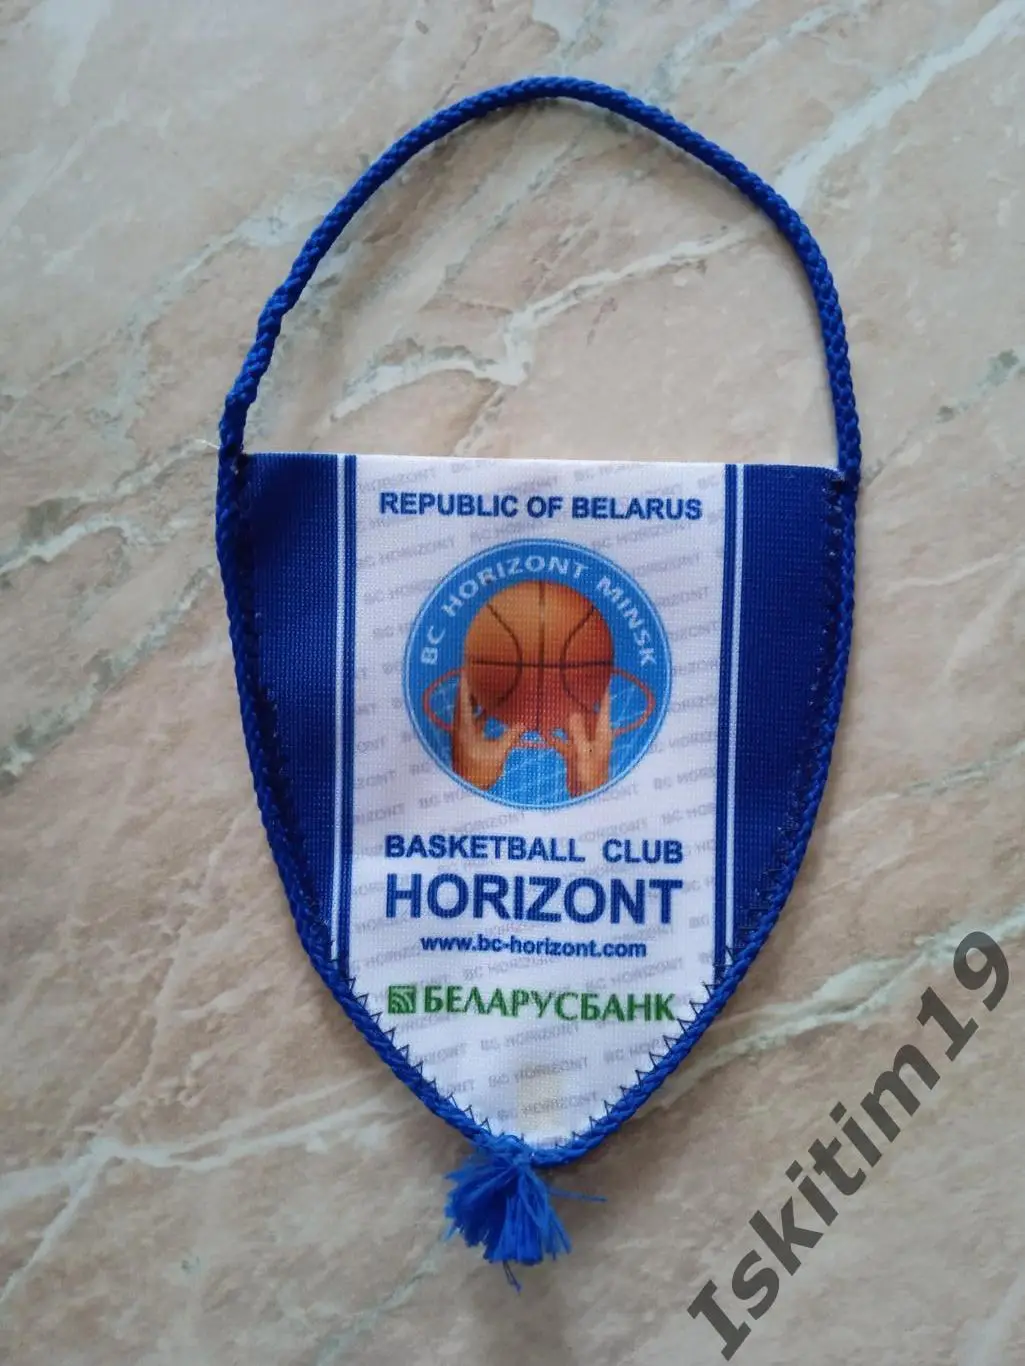 REPUBLIC OF BELARUS
BC HORIZONT MINSK
BASKETBALL CLUB
HORIZONT
www.bc-horizont.com
БЕЛАРУСБАНК
Iskitim19